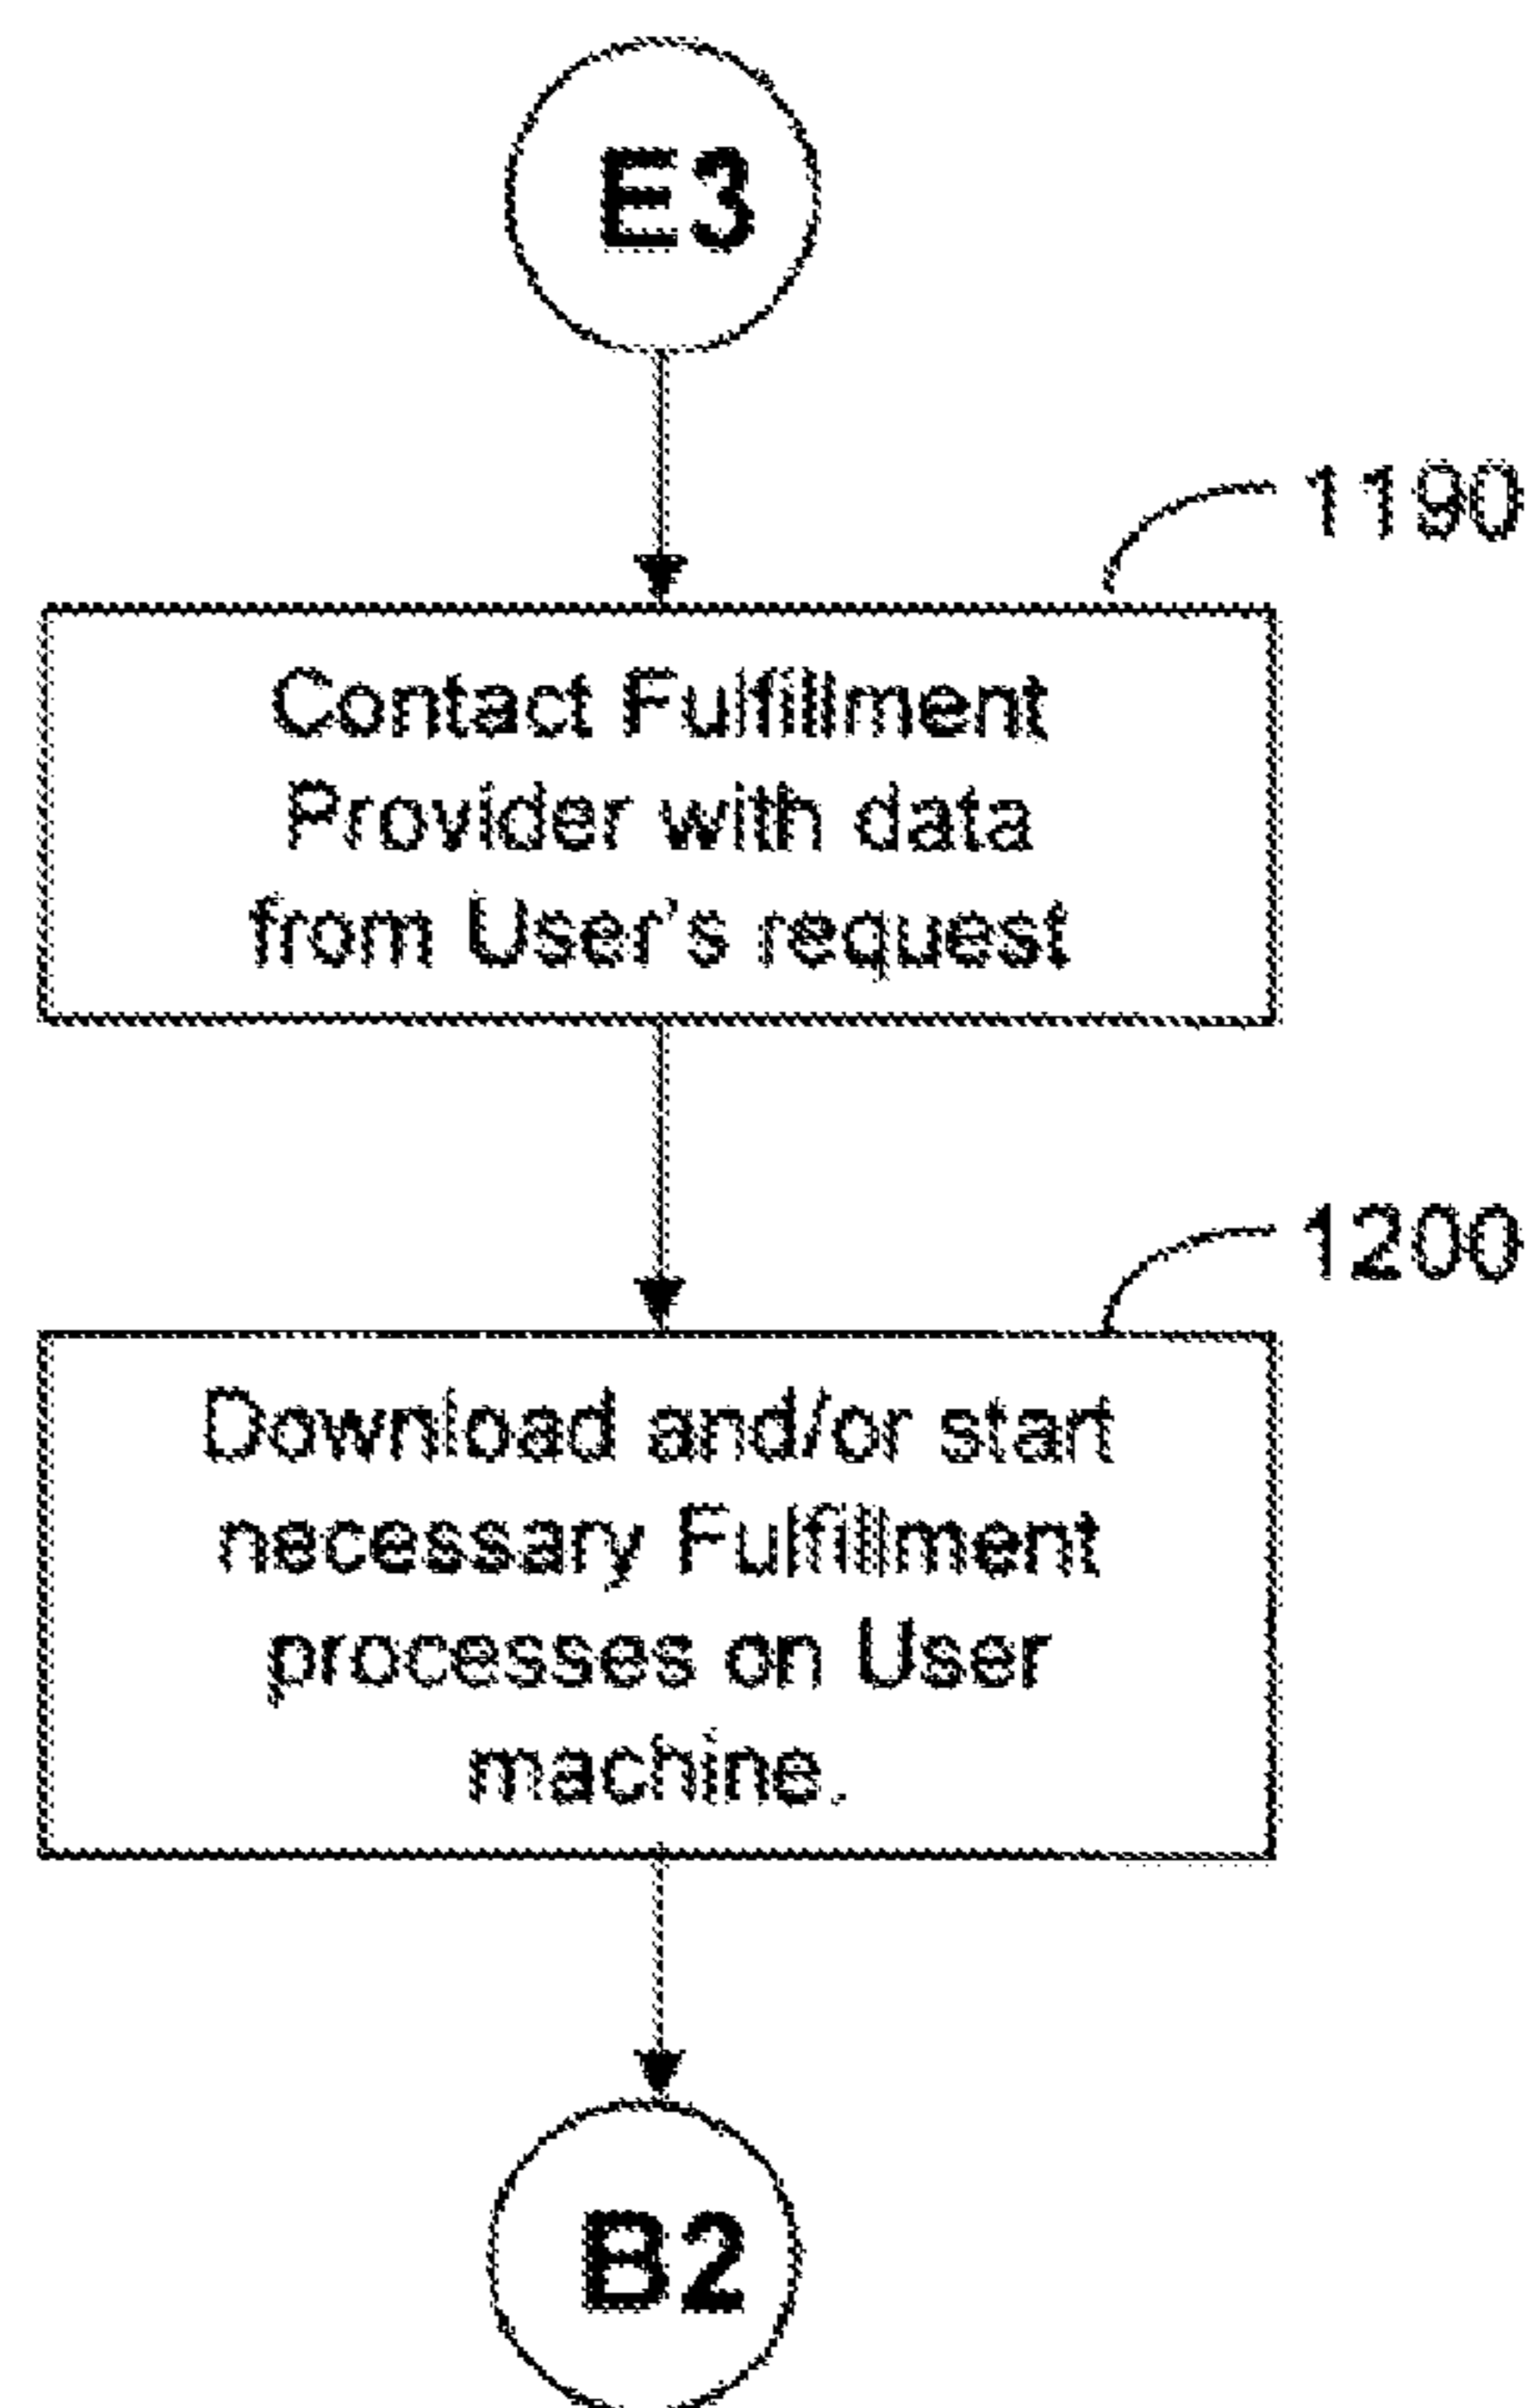 E3
1190
Contact Fulfillment
Provider with data
from User's request
1200
Download and/or start
necessary Fulfillment
processes on User
machine.
B2